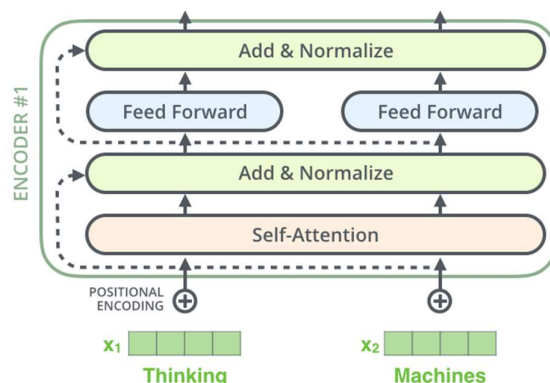 ENCODER #1
Add & Normalize
Feed Forward Feed Forward
Add & Normalize
Self-Attention
POSITIONAL
ENCODING
x₁ x₂
Thinking Machines